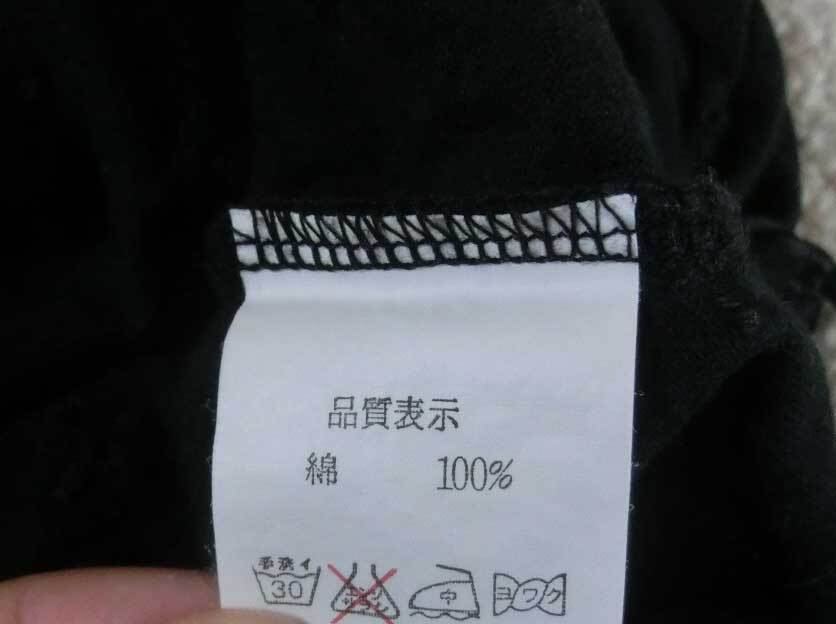 品質表示
綿 100%
手洗イ
30 中 ヨワク